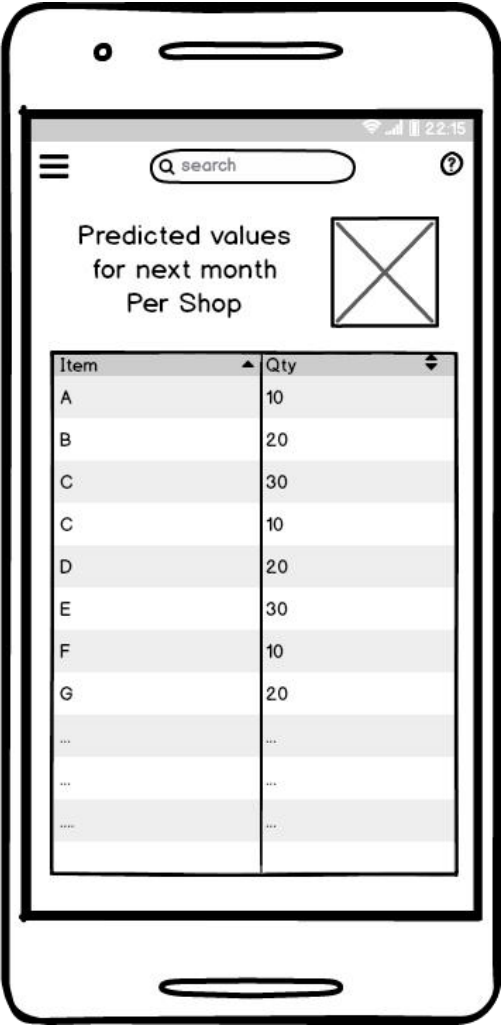 22:15
search
?
Predicted values
for next month
Per Shop
Item Qty
A 10
B 20
C 30
C 10
D 20
E 30
F 10
G 20
... ...
... ...
.... ...